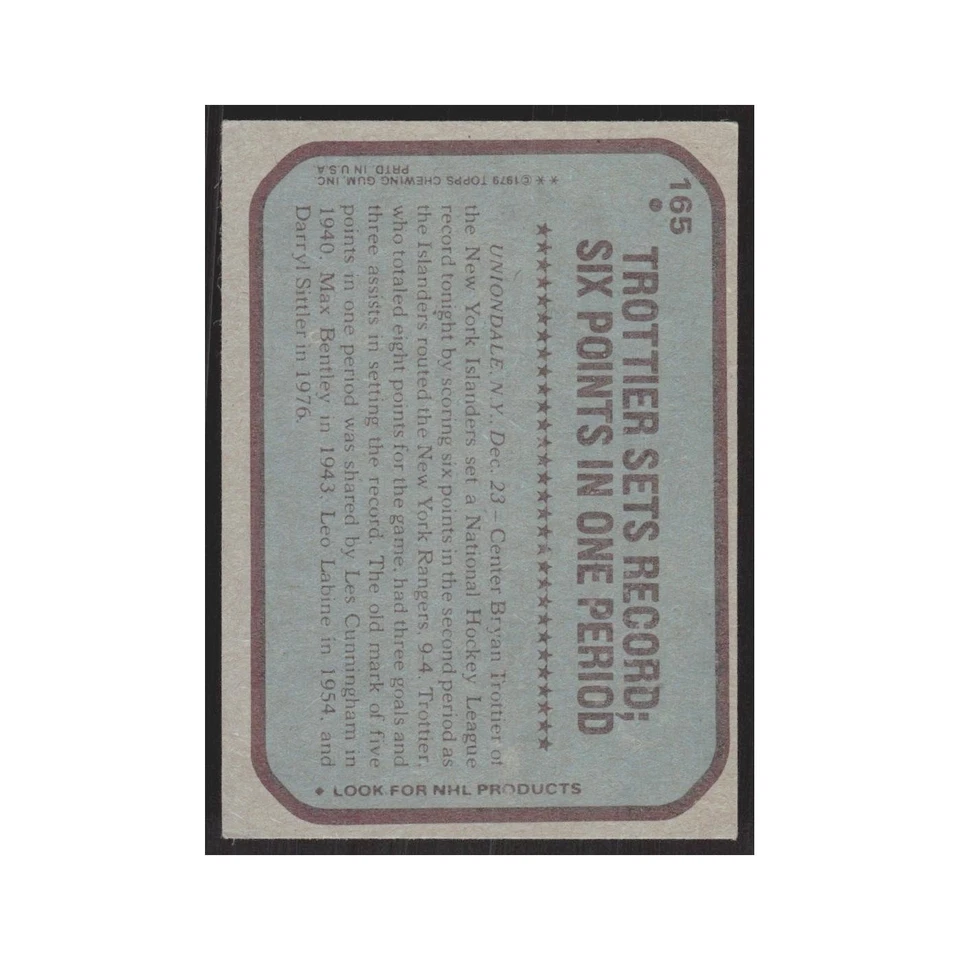 165
TROTTIER SETS RECORD;
SIX POINTS IN ONE PERIOD
★★★★★★★★★★★★★★★★★★★★★★★★★★★★
UNIONDALE, N.Y., Dec. 23 – Center Bryan Trottier of
the New York Islanders set a National Hockey League
record tonight by scoring six points in the second period as
the Islanders routed the New York Rangers, 9-4. Trottier,
who totaled eight points for the game, had three goals and
three assists in setting the record. The old mark of five
points in one period was shared by Les Cunningham in
1940, Max Bentley in 1943, Leo Labine in 1954, and
Darryl Sittler in 1976.
* * ©1979 TOPPS CHEWING GUM, INC.
PRTD. IN U.S.A.
• LOOK FOR NHL PRODUCTS